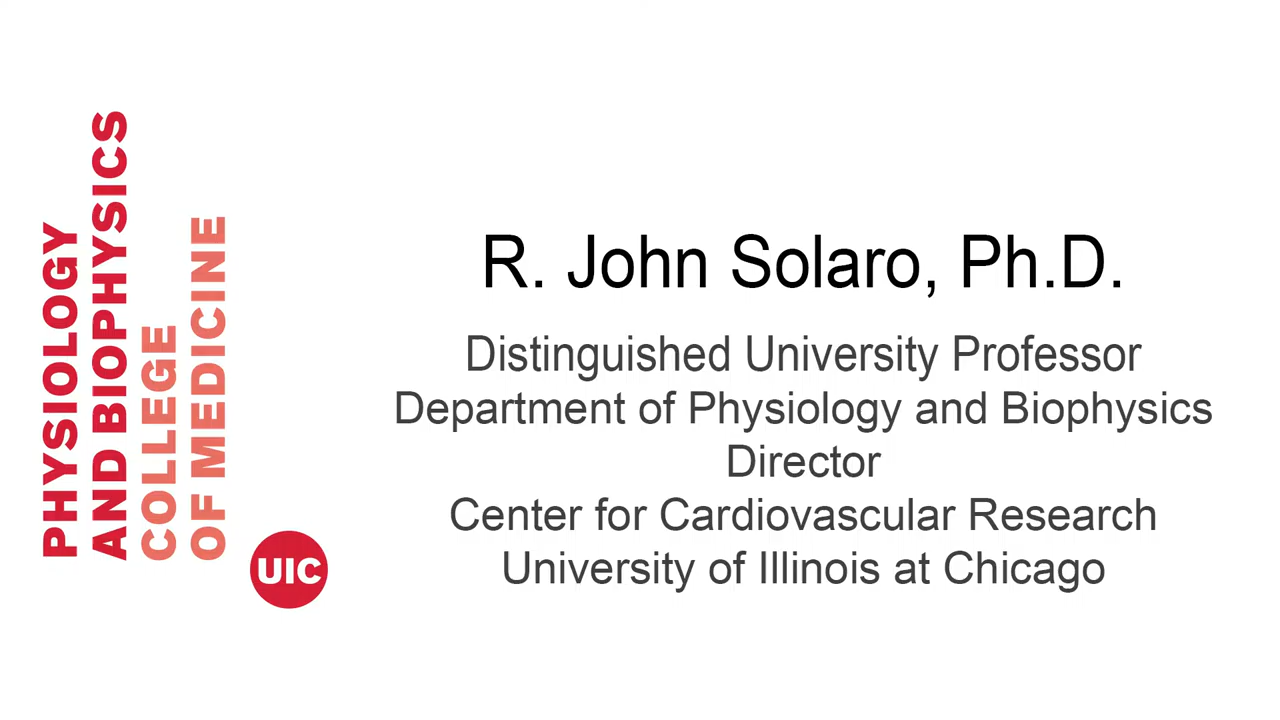 PHYSIOLOGY
AND BIOPHYSICS
COLLEGE
OF MEDICINE
UIC
R. John Solaro, Ph.D.
Distinguished University Professor
Department of Physiology and Biophysics
Director
Center for Cardiovascular Research
University of Illinois at Chicago